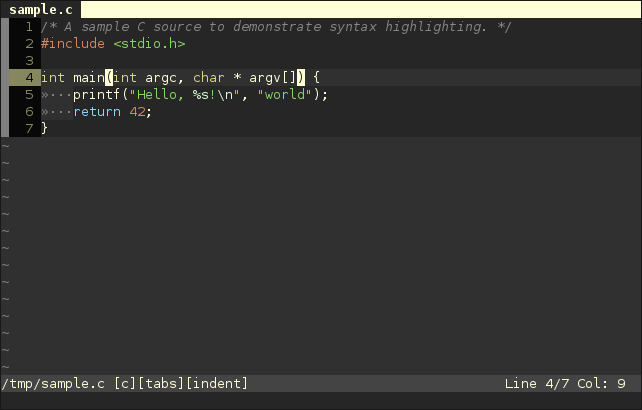 sample.c
1 /* A sample C source to demonstrate syntax highlighting. */
2 #include <stdio.h>
3
4 int main(int argc, char * argv[]) {
5 »···printf("Hello, %s!\n", "world");
6 »···return 42;
7 }
~
~
~
~
~
~
~
~
~
~
~
~
~
~
/tmp/sample.c [c][tabs][indent] Line 4/7 Col: 9